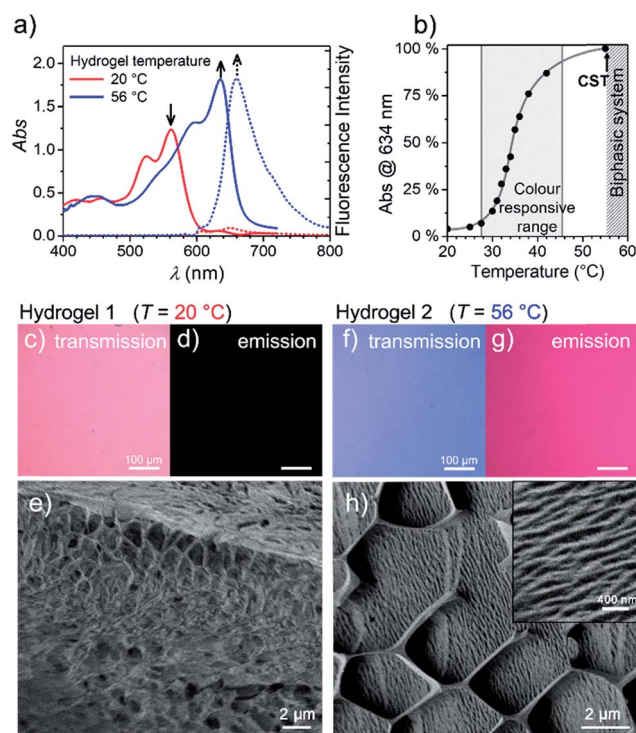 a)
Hydrogel temperature
20 °C
56 °C
2.0
1.5
1.0
0.5
0.0
Abs
Fluorescence Intensity
400 500 600 700 800
λ (nm)
b)
100 %
75 %
50 %
25 %
0 %
Abs @ 634 nm
CST
Biphasic system
Colour
responsive
range
20 30 40 50 60
Temperature (°C)
Hydrogel 1 (T = 20 °C)
c) transmission
100 µm
d)
emission
Hydrogel 2 (T = 56 °C)
f) transmission
100 µm
g)
emission
e)
2 µm
h)
400 nm
2 µm